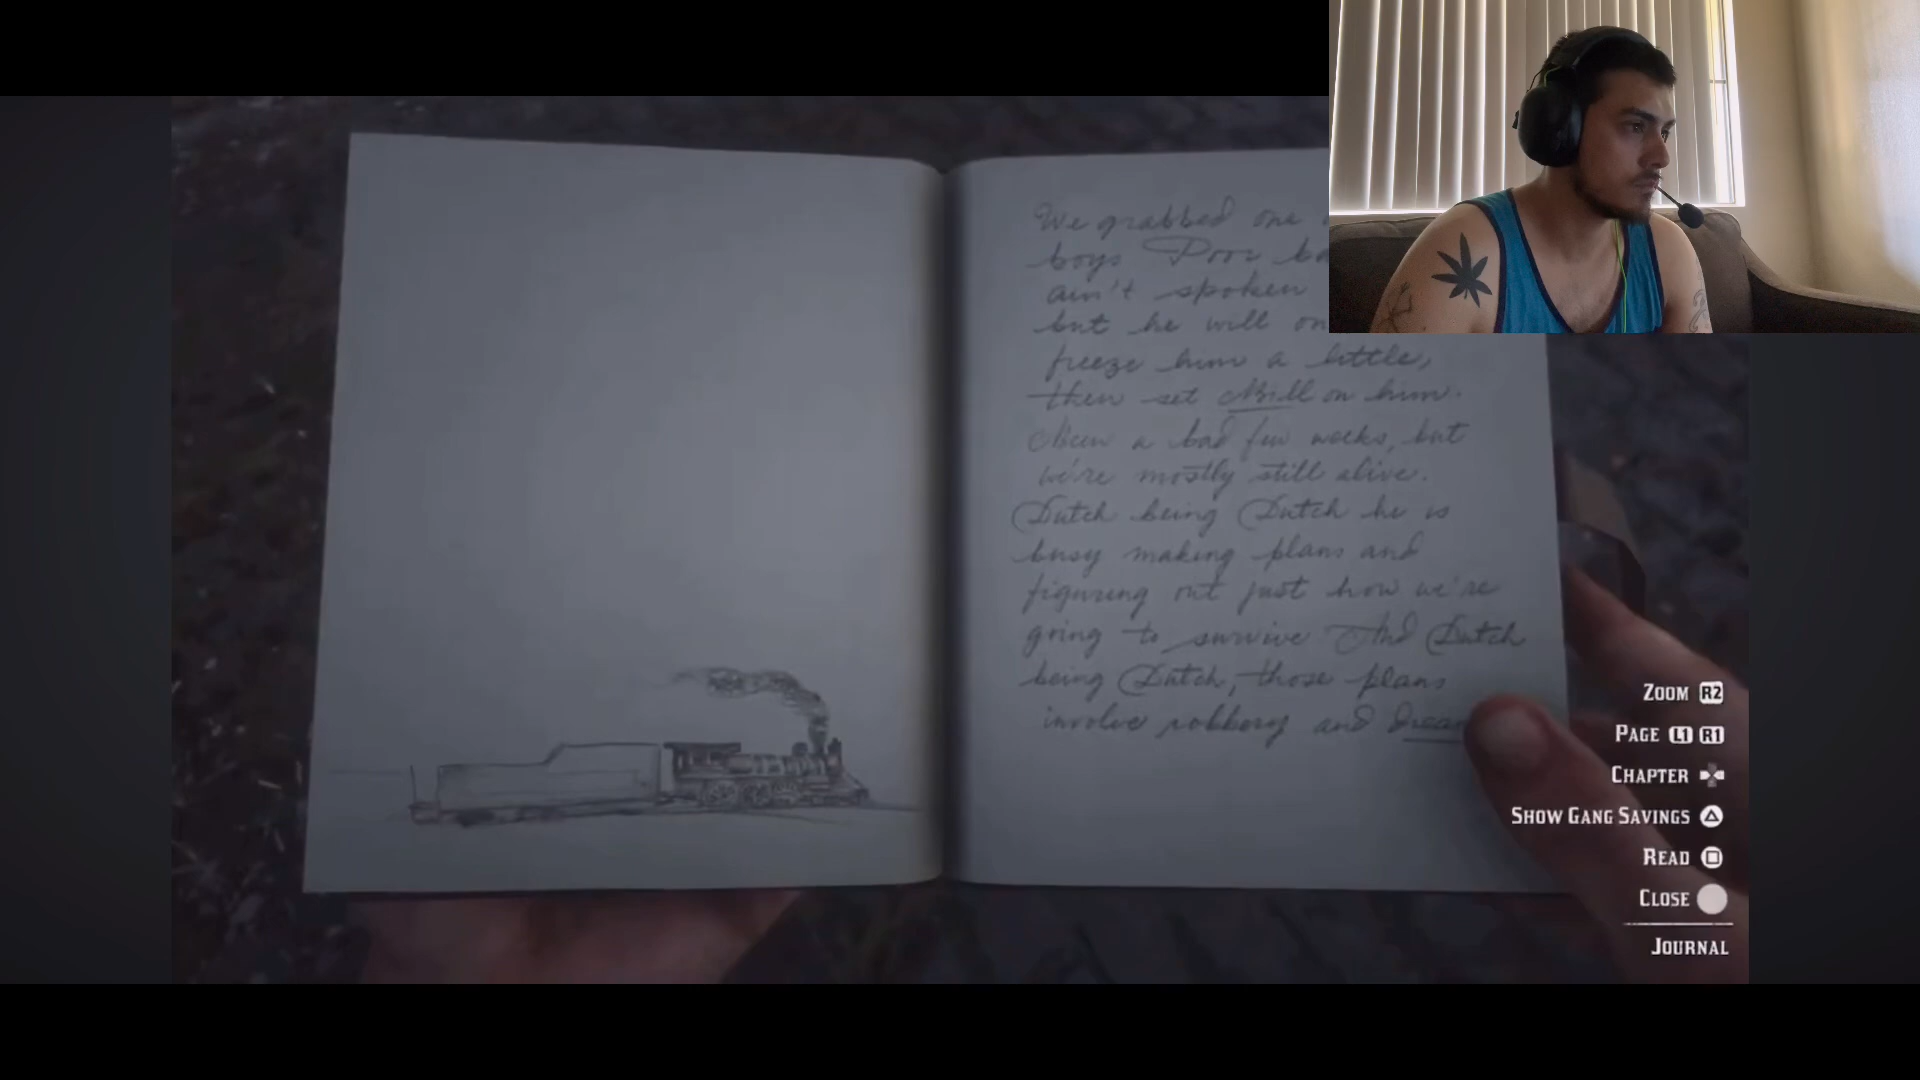 We grabbed one
boys Poor
ain't spoken
but he will
freeze him a little,
then set Bill on him.
Been a bad few weeks, but
we're mostly still alive.
Dutch being Dutch he is
busy making plans and
figuring out just how we're
going to survive And Dutch
being Dutch, those plans
involve robbery and
ZOOM R2
PAGE L1 R1
CHAPTER
SHOW GANG SAVINGS
READ
CLOSE
JOURNAL